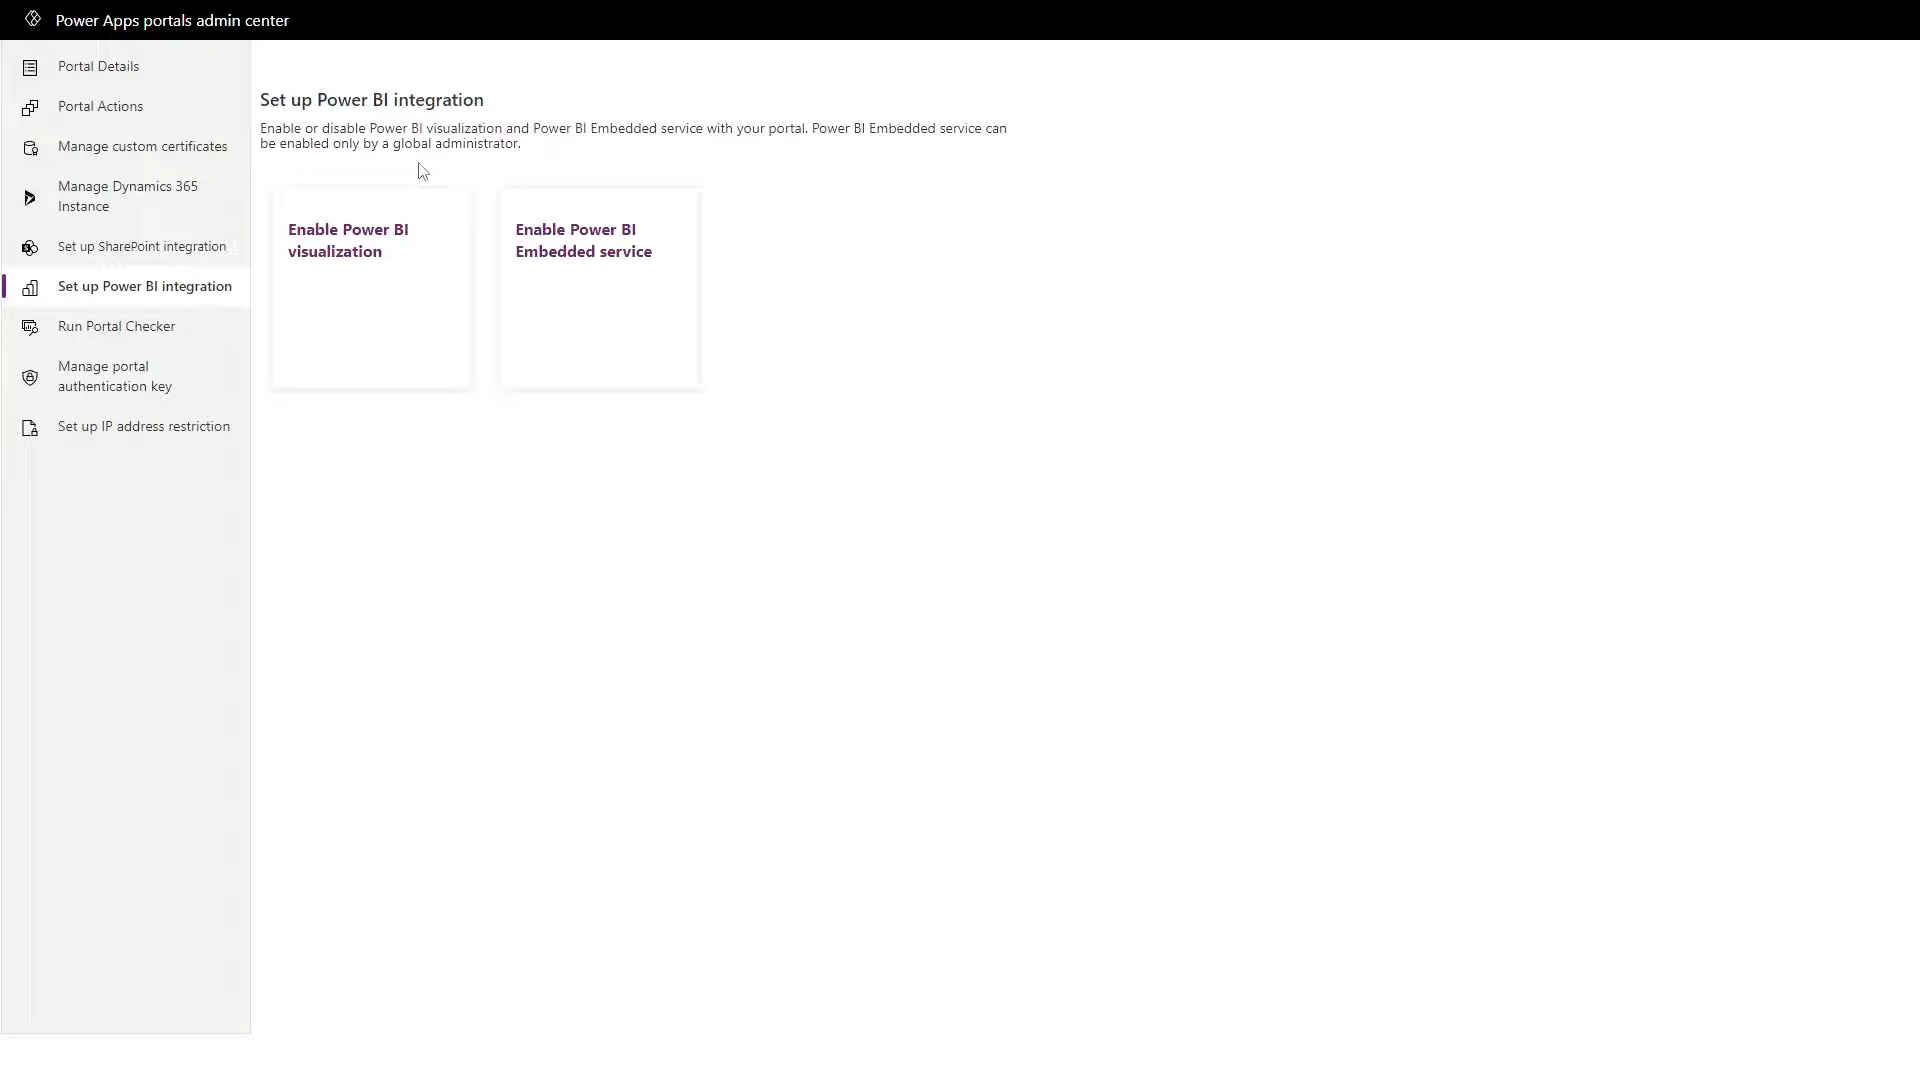 Power Apps portals admin center
Portal Details
Portal Actions
Manage custom certificates
Manage Dynamics 365
Instance
Set up SharePoint integration
Set up Power BI integration
Run Portal Checker
Manage portal
authentication key
Set up IP address restriction
Set up Power BI integration
Enable or disable Power BI visualization and Power BI Embedded service with your portal. Power BI Embedded service can
be enabled only by a global administrator.
Enable Power BI
visualization
Enable Power BI
Embedded service